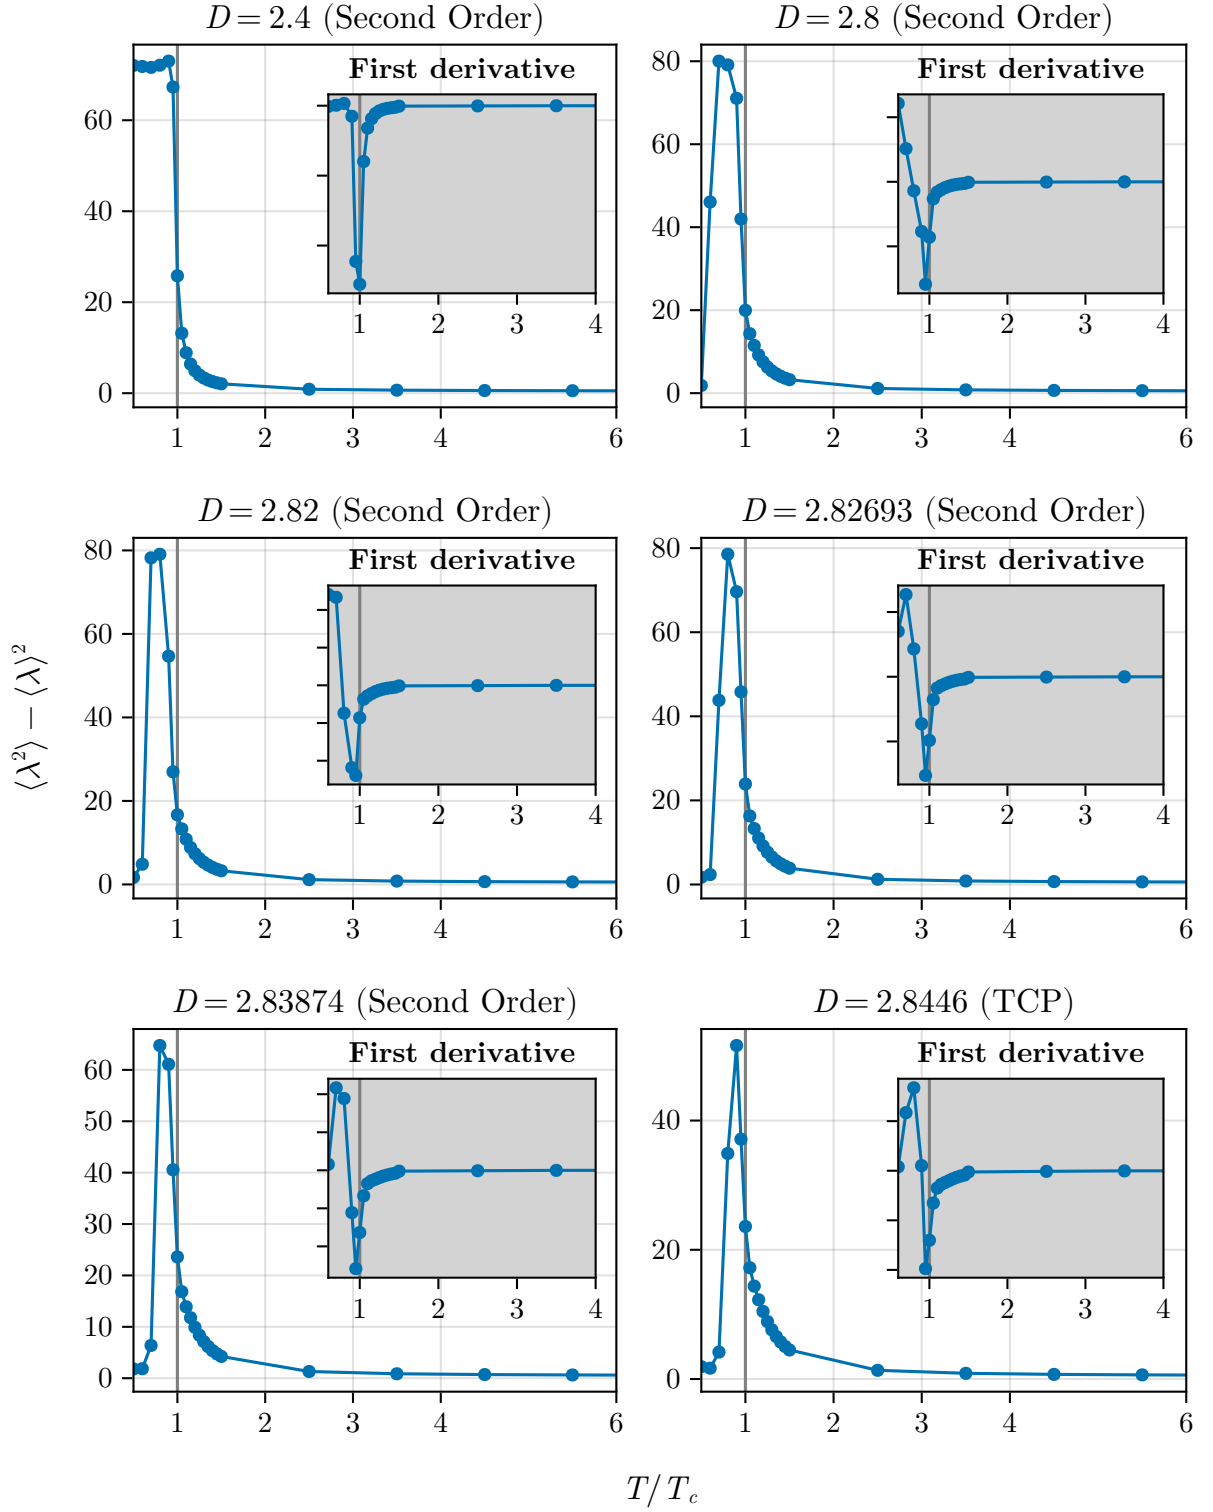 D = 2.4 (Second Order)
First derivative
60
40
20
0
1 2 3 4
1 2 3 4 5 6
D = 2.8 (Second Order)
First derivative
80
60
40
20
0
1 2 3 4
1 2 3 4 5 6
D = 2.82 (Second Order)
First derivative
80
60
40
20
0
1 2 3 4
1 2 3 4 5 6
D = 2.82693 (Second Order)
First derivative
80
60
40
20
0
1 2 3 4
1 2 3 4 5 6
D = 2.83874 (Second Order)
First derivative
60
50
40
30
20
10
0
1 2 3 4
1 2 3 4 5 6
D = 2.8446 (TCP)
First derivative
40
20
0
1 2 3 4
1 2 3 4 5 6
⟨λ²⟩ − ⟨λ⟩²
T/T_c